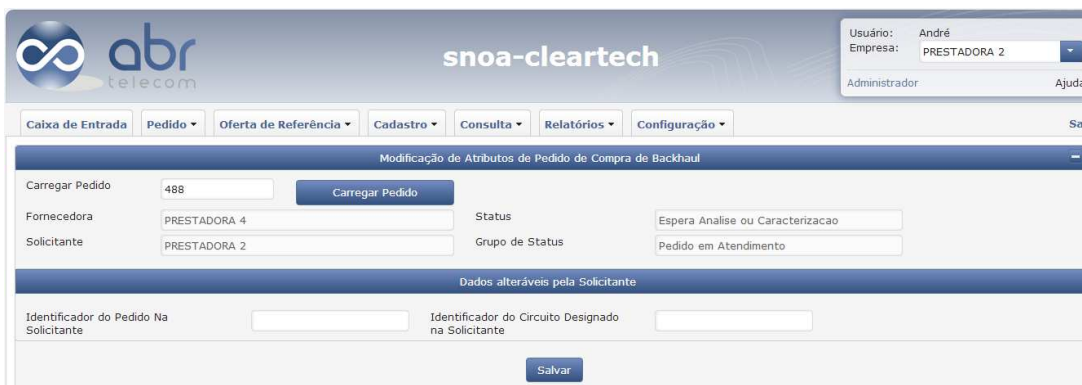 abr
telecom
snoa-cleartech
Usuário: André
Empresa: PRESTADORA 2
Administrador Ajuda
Caixa de Entrada Pedido Oferta de Referência Cadastro Consulta Relatórios Configuração
Modificação de Atributos de Pedido de Compra de Backhaul
Carregar Pedido 488 Carregar Pedido
Fornecedora PRESTADORA 4 Status Espera Analise ou Caracterizacao
Solicitante PRESTADORA 2 Grupo de Status Pedido em Atendimento
Dados alteráveis pela Solicitante
Identificador do Pedido Na Solicitante
Identificador do Circuito Designado na Solicitante
Salvar